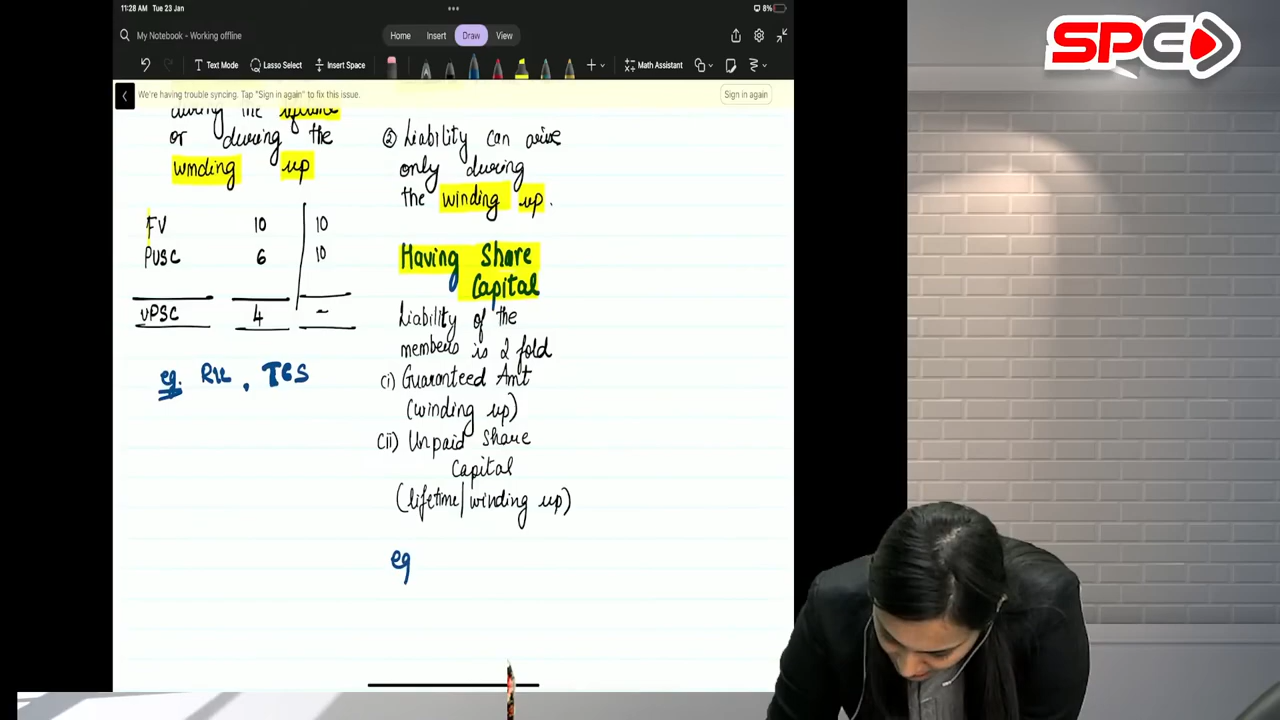 11:28 AM Tue 23 Jan
8%
My Notebook - Working offline
Home Insert Draw View
Text Mode Lasso Select Insert Space Math Assistant
We're having trouble syncing. Tap "Sign in again" to fix this issue.
Sign in again
SPC
during the lifetime
or during the
winding up
FV 10 10
PUSC 6 10
UPSC 4 -
eg. RIL, TCS
② Liability can arise
only during
the winding up.
Having Share
Capital
Liability of the
members is 2 fold
(i) Guaranteed Amt
(winding up)
(ii) Unpaid Share
Capital
(lifetime/winding up)
eg